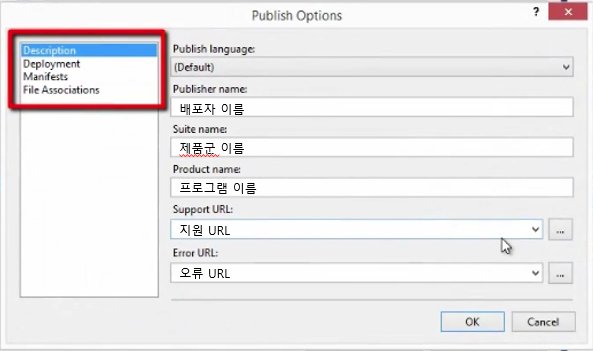 Publish Options
?
Description
Deployment
Manifests
File Associations
Publish language:
(Default)
Publisher name:
배포자 이름
Suite name:
제품군 이름
Product name:
프로그램 이름
Support URL:
지원 URL
...
Error URL:
오류 URL
...
OK
Cancel